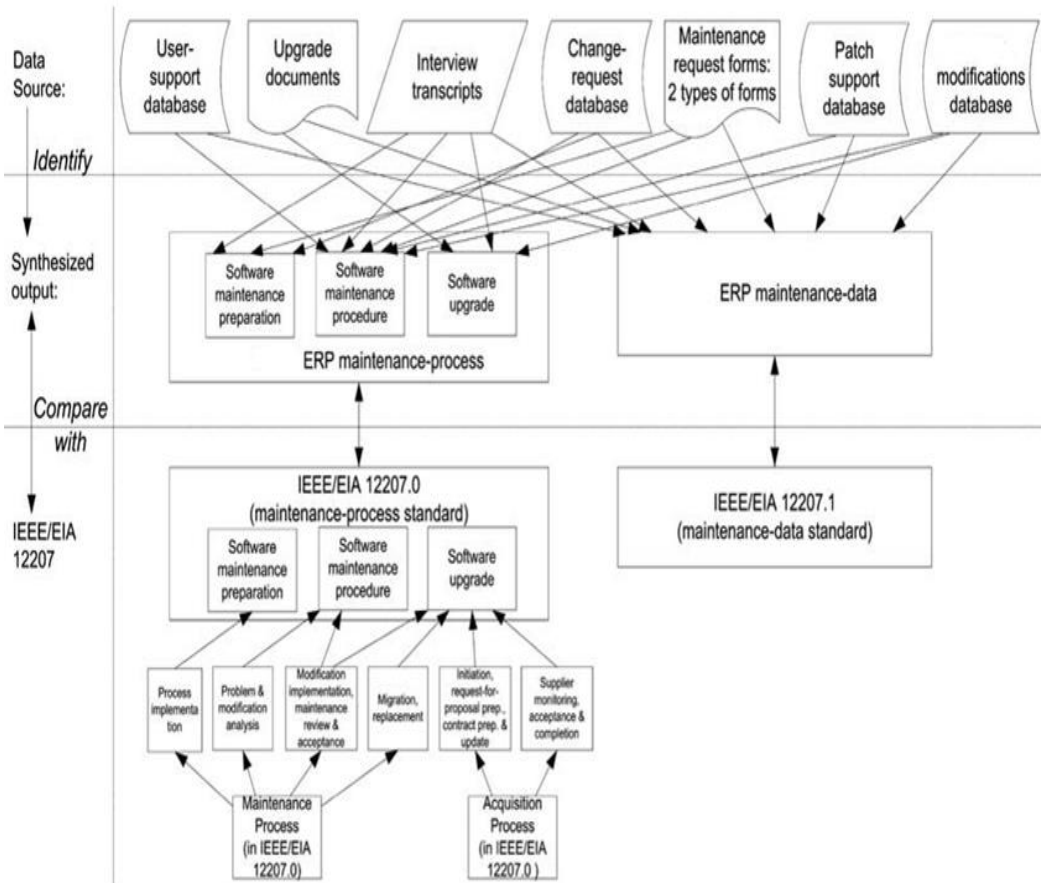 Data
Source:
User-
support
database
Upgrade
documents
Interview
transcripts
Change-
request
database
Maintenance
request forms:
2 types of forms
Patch
support
database
modifications
database
Identify
Synthesized
output:
Software
maintenance
preparation
Software
maintenance
procedure
Software
upgrade
ERP maintenance-process
ERP maintenance-data
Compare
with
IEEE/EIA
12207
IEEE/EIA 12207.0
(maintenance-process standard)
Software
maintenance
preparation
Software
maintenance
procedure
Software
upgrade
IEEE/EIA 12207.1
(maintenance-data standard)
Process
implementa
tion
Problem &
modification
analysis
Modification
implementation,
maintenance
review &
acceptance
Migration,
replacement
Initiation,
request-for-
proposal prep.,
contract prep. &
update
Supplier
monitoring,
acceptance &
completion
Maintenance
Process
(in IEEE/EIA
12207.0)
Acquisition
Process
(in IEEE/EIA
12207.0 )